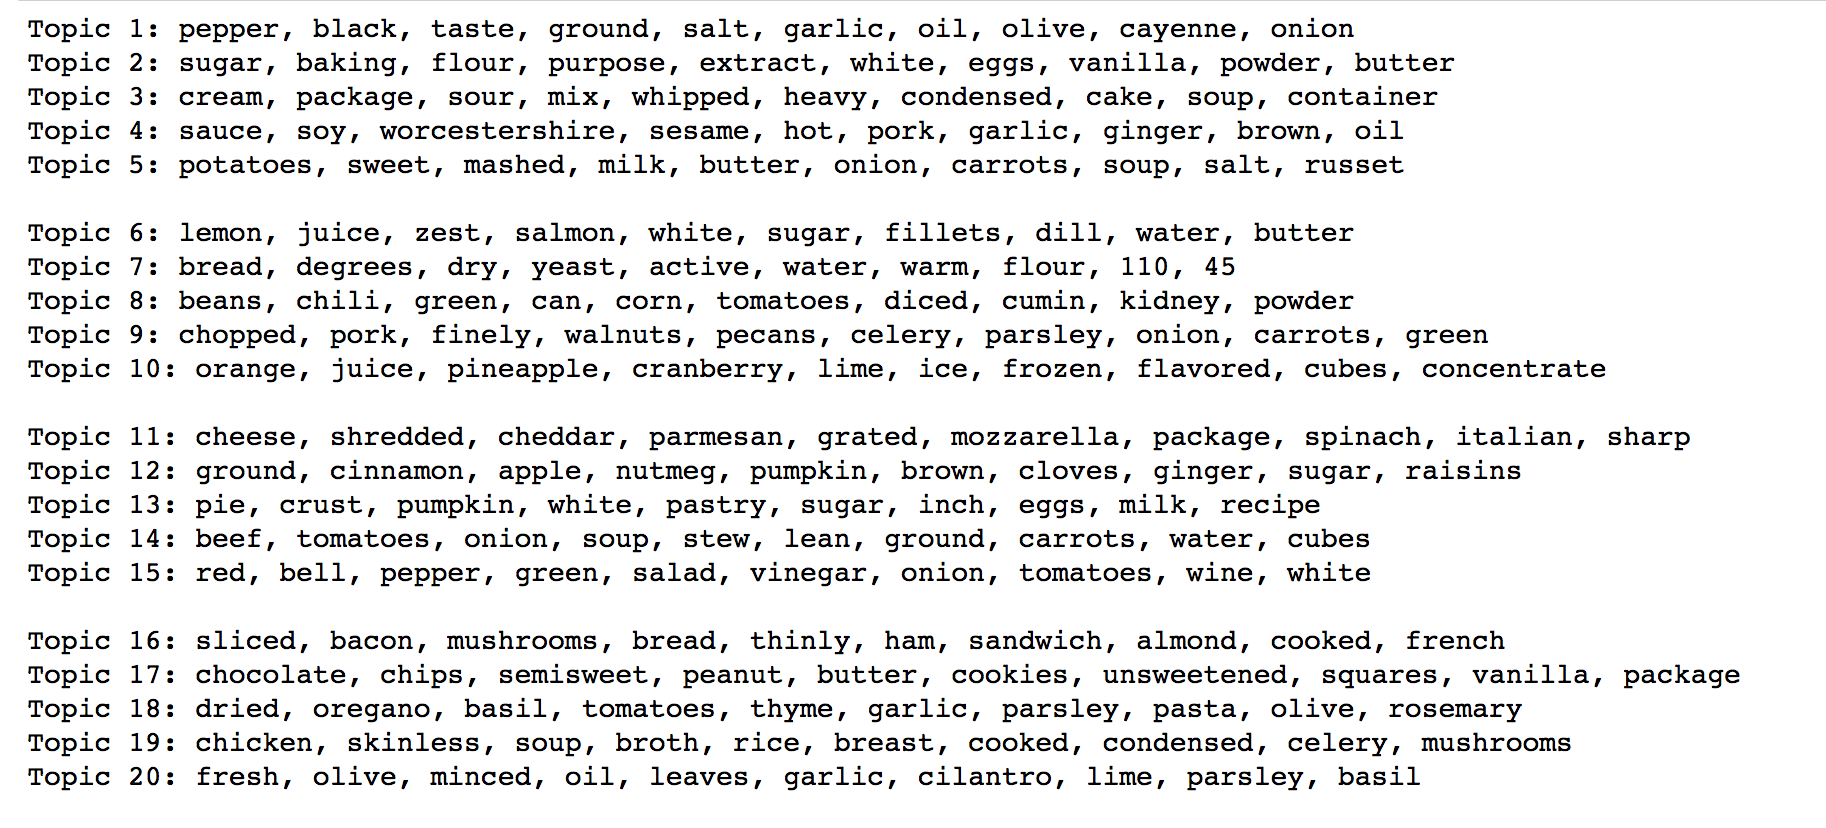 Topic 1: pepper, black, taste, ground, salt, garlic, oil, olive, cayenne, onion
Topic 2: sugar, baking, flour, purpose, extract, white, eggs, vanilla, powder, butter
Topic 3: cream, package, sour, mix, whipped, heavy, condensed, cake, soup, container
Topic 4: sauce, soy, worcestershire, sesame, hot, pork, garlic, ginger, brown, oil
Topic 5: potatoes, sweet, mashed, milk, butter, onion, carrots, soup, salt, russet
Topic 6: lemon, juice, zest, salmon, white, sugar, fillets, dill, water, butter
Topic 7: bread, degrees, dry, yeast, active, water, warm, flour, 110, 45
Topic 8: beans, chili, green, can, corn, tomatoes, diced, cumin, kidney, powder
Topic 9: chopped, pork, finely, walnuts, pecans, celery, parsley, onion, carrots, green
Topic 10: orange, juice, pineapple, cranberry, lime, ice, frozen, flavored, cubes, concentrate
Topic 11: cheese, shredded, cheddar, parmesan, grated, mozzarella, package, spinach, italian, sharp
Topic 12: ground, cinnamon, apple, nutmeg, pumpkin, brown, cloves, ginger, sugar, raisins
Topic 13: pie, crust, pumpkin, white, pastry, sugar, inch, eggs, milk, recipe
Topic 14: beef, tomatoes, onion, soup, stew, lean, ground, carrots, water, cubes
Topic 15: red, bell, pepper, green, salad, vinegar, onion, tomatoes, wine, white
Topic 16: sliced, bacon, mushrooms, bread, thinly, ham, sandwich, almond, cooked, french
Topic 17: chocolate, chips, semisweet, peanut, butter, cookies, unsweetened, squares, vanilla, package
Topic 18: dried, oregano, basil, tomatoes, thyme, garlic, parsley, pasta, olive, rosemary
Topic 19: chicken, skinless, soup, broth, rice, breast, cooked, condensed, celery, mushrooms
Topic 20: fresh, olive, minced, oil, leaves, garlic, cilantro, lime, parsley, basil